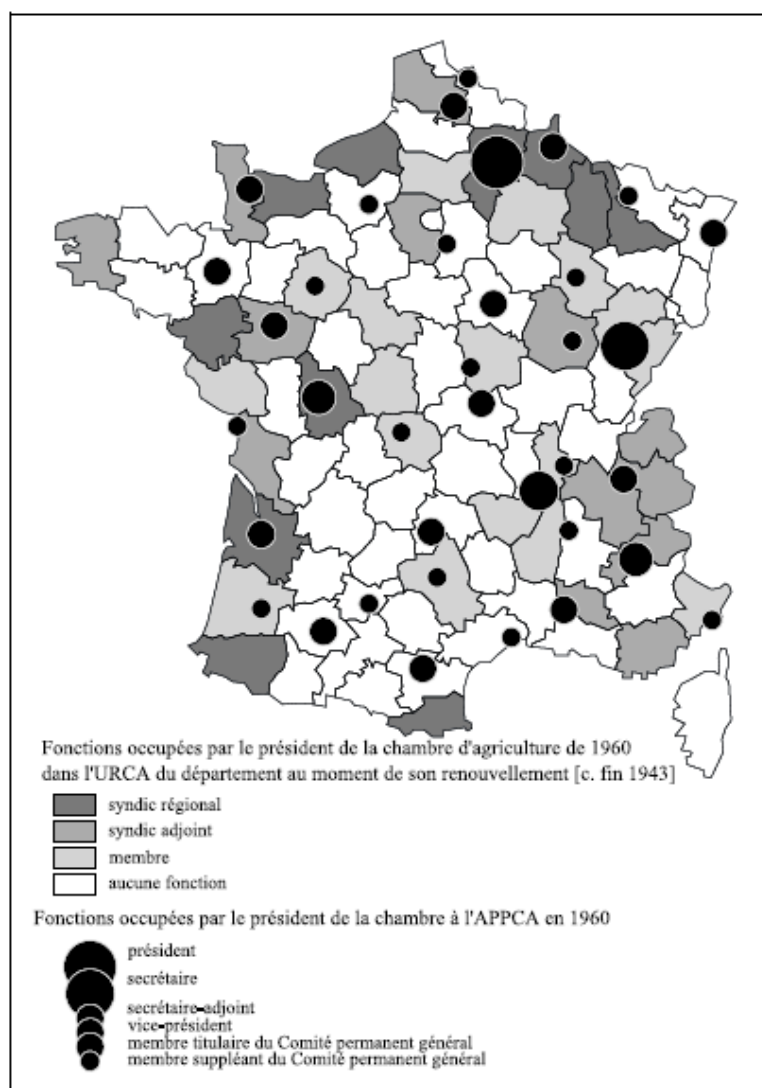 Fonctions occupées par le président de la chambre d'agriculture de 1960
dans l'URCA du département au moment de son renouvellement [c. fin 1943]
syndic régional
syndic adjoint
membre
aucune fonction
Fonctions occupées par le président de la chambre à l'APPCA en 1960
président
secrétaire
secrétaire-adjoint
vice-président
membre titulaire du Comité permanent général
membre suppléant du Comité permanent général